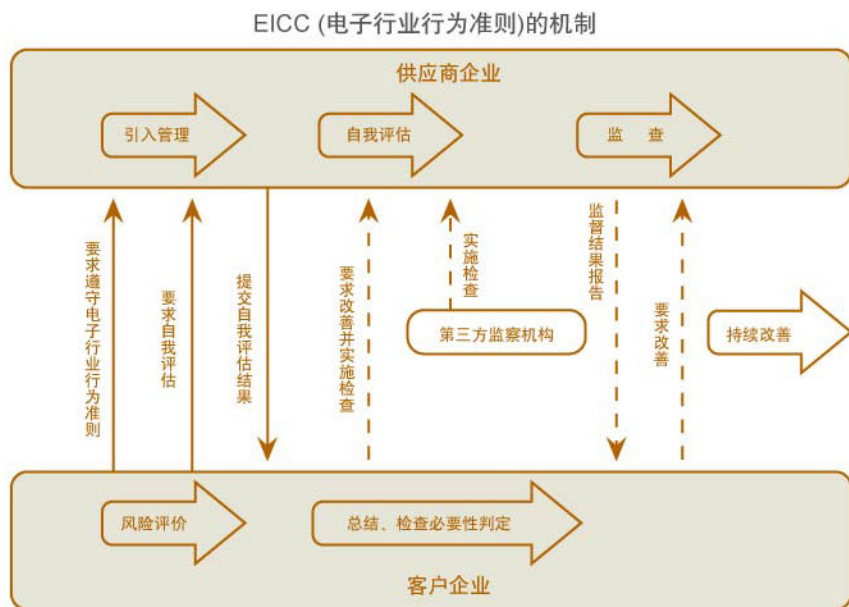 EICC (电子行业行为准则)的机制
供应商企业
引入管理
自我评估
监 查
要求遵守电子行业行为准则
要求自我评估
提交自我评估结果
要求改善并实施检查
实施检查
第三方监察机构
监督结果报告
要求改善
持续改善
风险评价
总结、检查必要性判定
客户企业